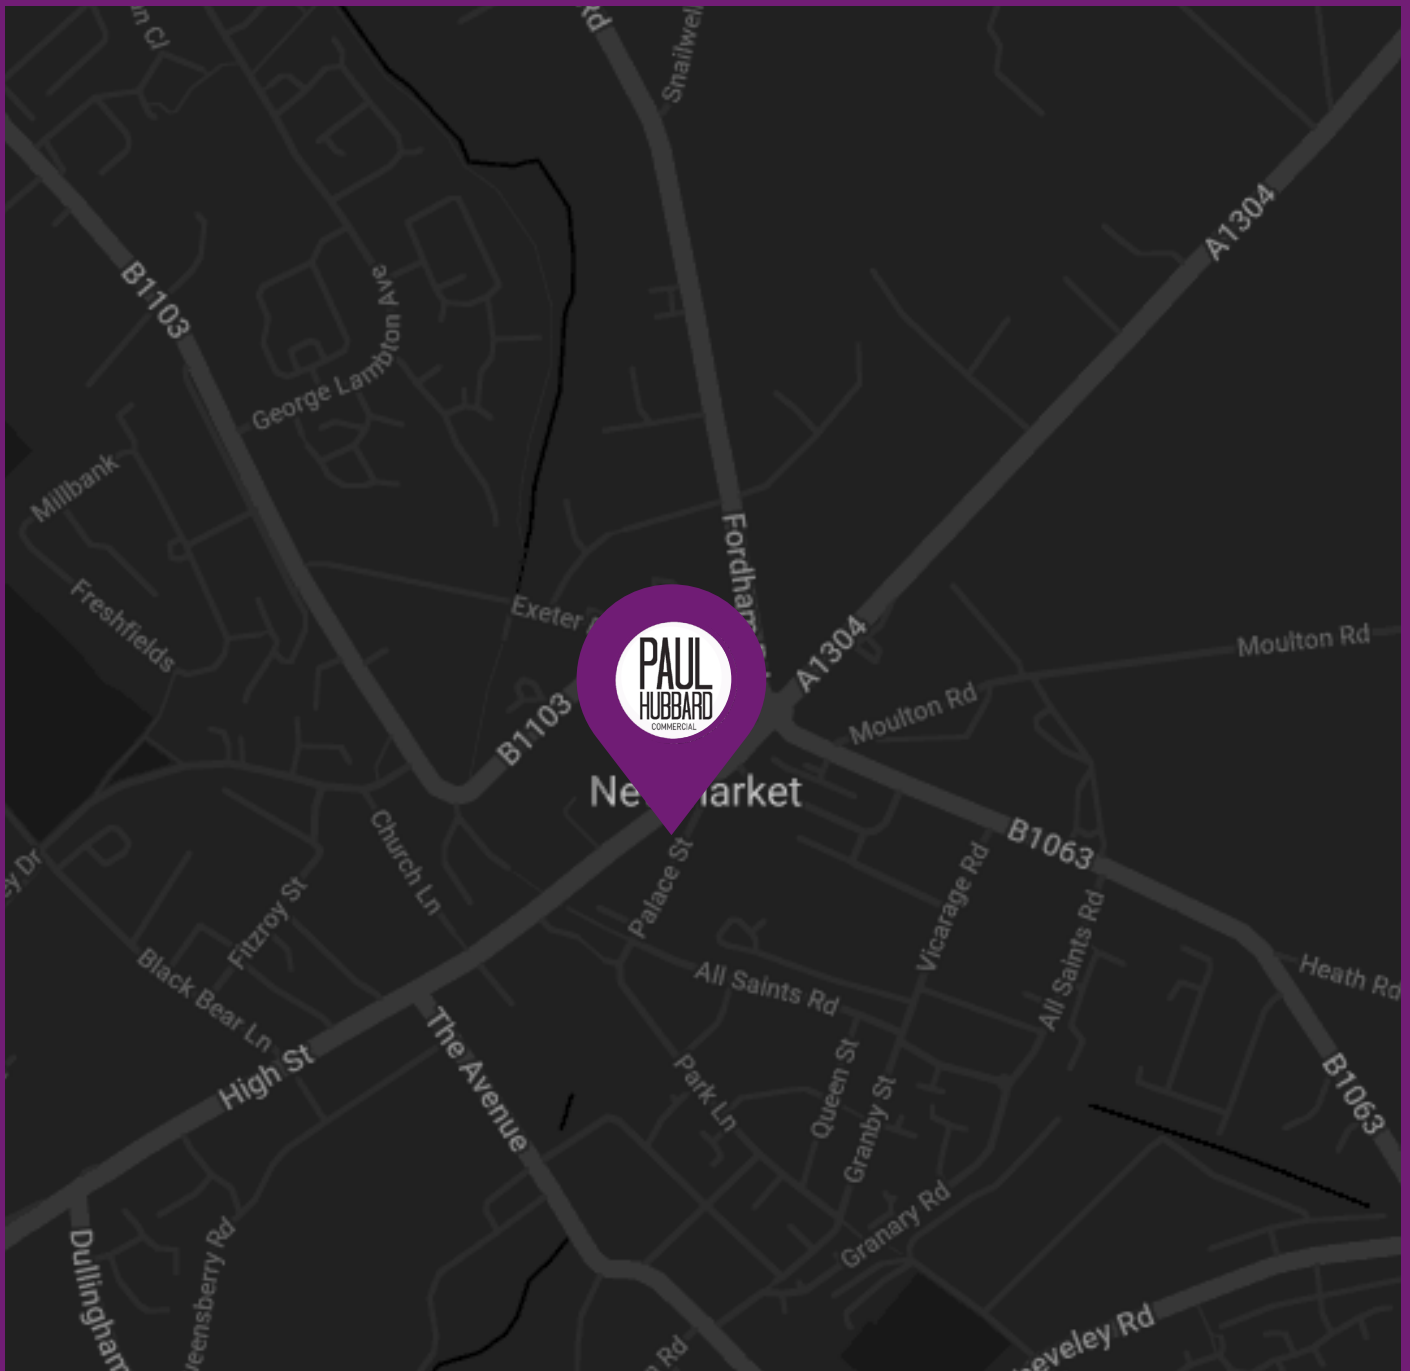 Snailwell
A1304
B1103
George Lambton Ave
Millbank
Freshfields
Fordham
Exeter
A1304
Moulton Rd
Moulton Rd
B1103
PAUL
HUBBARD
COMMERCIAL
Newmarket
B1063
Church Ln
Palace St
Vicarage Rd
All Saints Rd
Fitzroy St
Black Bear Ln
All Saints Rd
Heath Rd
High St
The Avenue
Park Ln
Queen St
Granby St
B1063
Granary Rd
Dullingham
eensberry Rd
eveley Rd
Rd